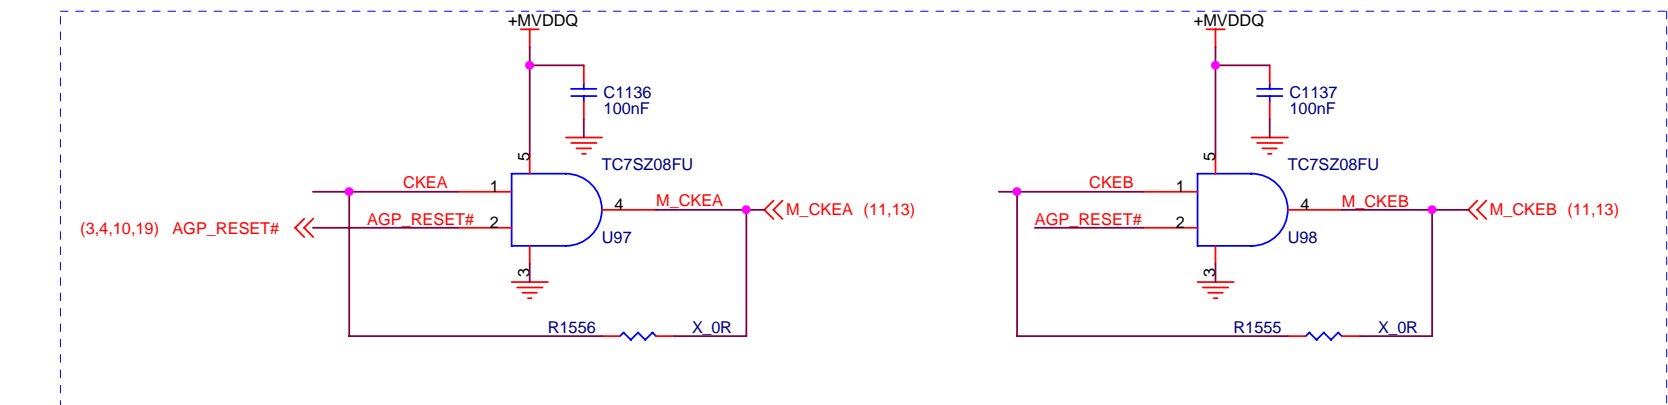 +MVDDQ
+MVDDQ
C1136
100nF
C1137
100nF
5
TC7SZ08FU
5
TC7SZ08FU
CKEA
1
CKEB
1
4
M_CKEA
M_CKEA (11,13)
4
M_CKEB
M_CKEB (11,13)
(3,4,10,19) AGP_RESET#
AGP_RESET#
2
AGP_RESET#
2
U97
U98
3
3
R1556
X_0R
R1555
X_0R